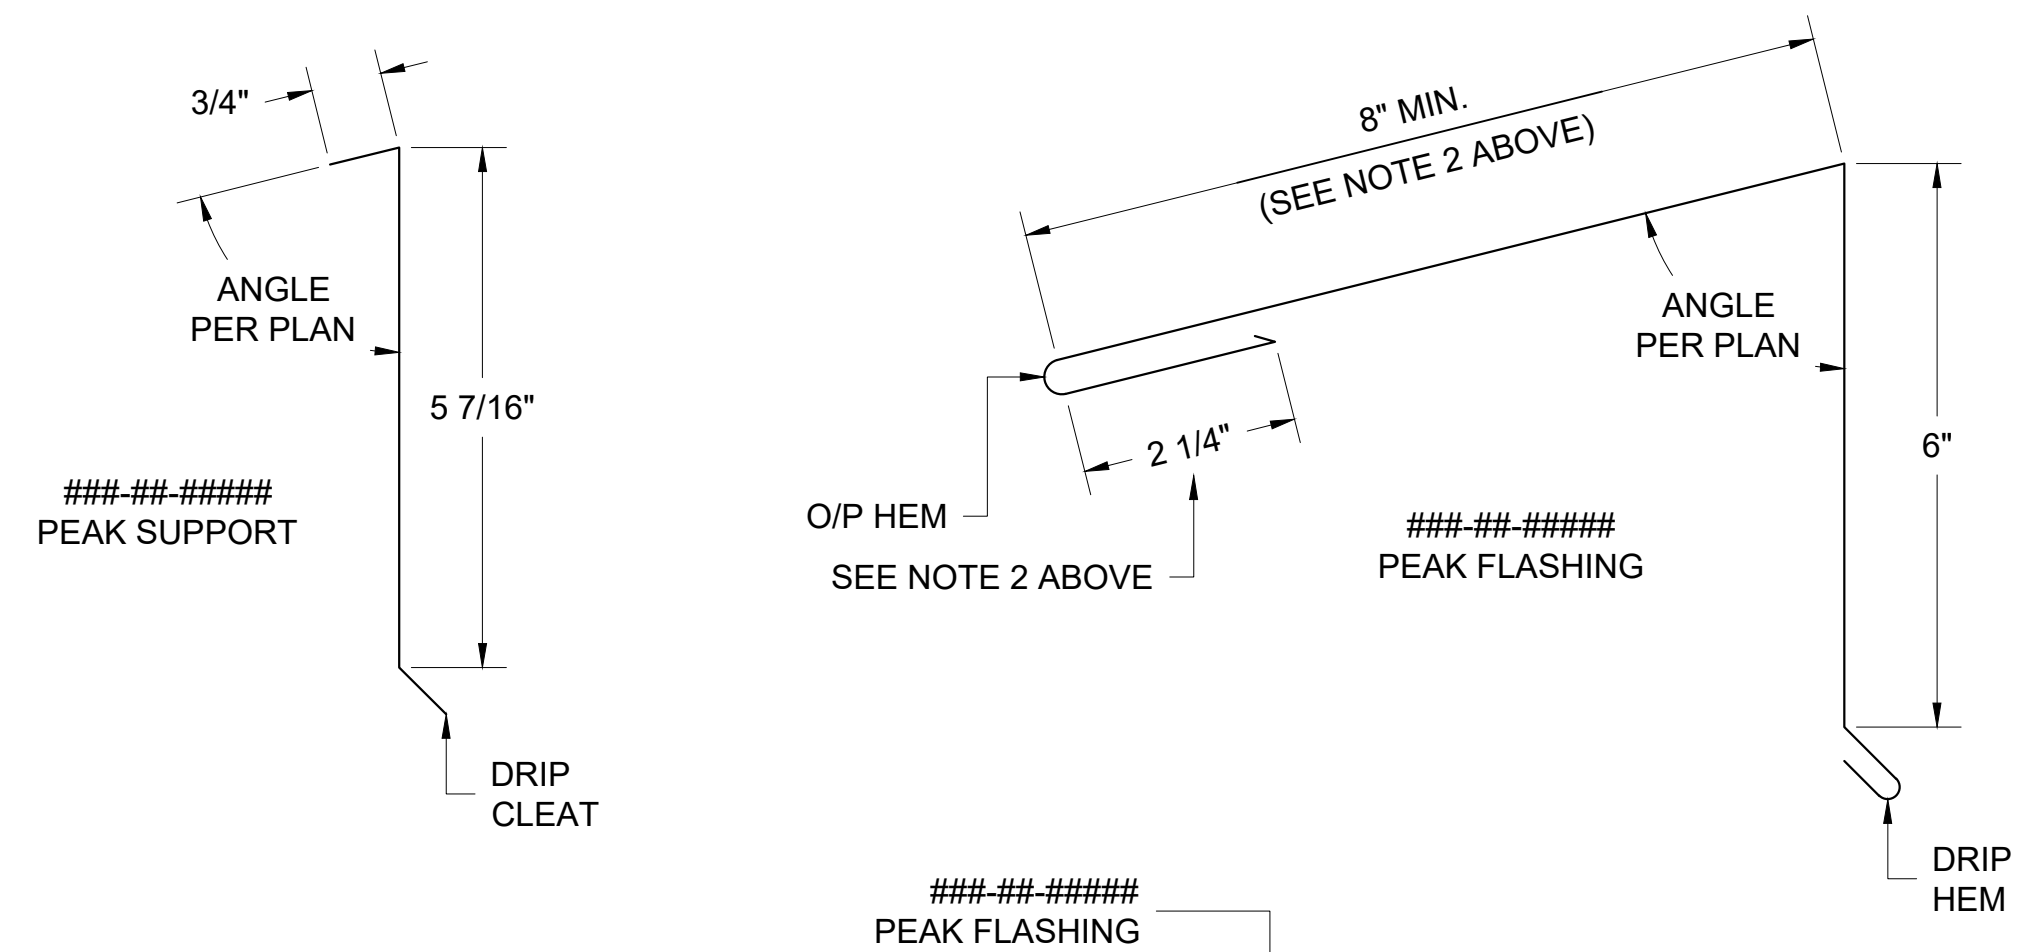 3/4"
ANGLE
PER PLAN
5 7/16"
###-##-#####
PEAK SUPPORT
DRIP
CLEAT
8" MIN.
(SEE NOTE 2 ABOVE)
ANGLE
PER PLAN
2 1/4"
O/P HEM
SEE NOTE 2 ABOVE
6"
###-##-#####
PEAK FLASHING
DRIP
HEM
###-##-#####
PEAK FLASHING